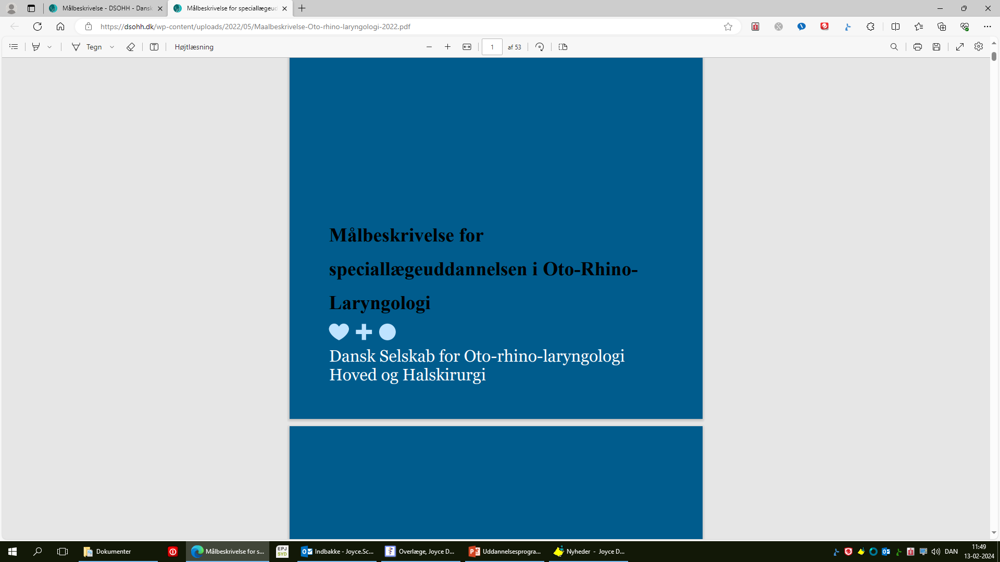 Målbeskrivelse - DSOHH - Dansk
Målbeskrivelse for speciallægeud
https://dsohh.dk/wp-content/uploads/2022/05/Maalbeskrivelse-Oto-rhino-laryngologi-2022.pdf
Tegn
Højtlæsning
1
af 53
Målbeskrivelse for
speciallægeuddannelsen i Oto-Rhino-
Laryngologi
Dansk Selskab for Oto-rhino-laryngologi
Hoved og Halskirurgi
Dokumenter
Målbeskrivelse for s...
EPJ
SYD
Indbakke - Joyce.Sc...
Overlæge, Joyce D...
Uddannelsesprogra...
Nyheder - Joyce D...
DAN
11:49
13-02-2024